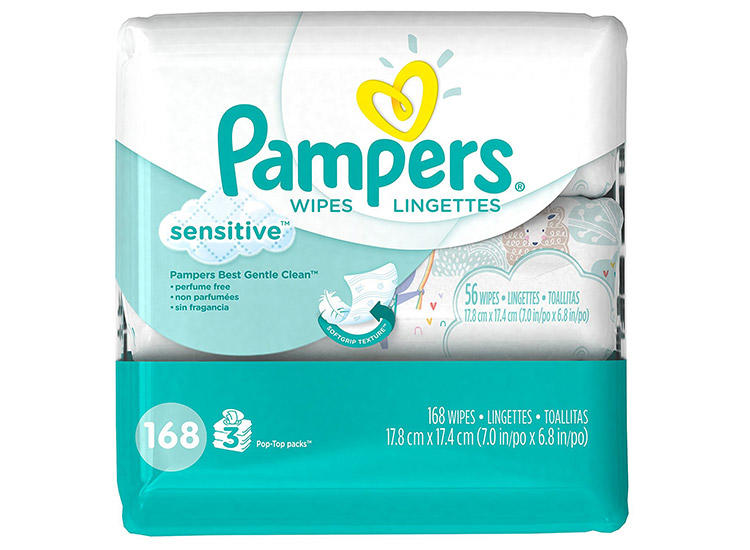 Pampers®
WIPES LINGETTES
sensitive™
Pampers Best Gentle Clean™
• perfume free
• non parfumées
• sin fragancia
SOFTGRIP TEXTURE™
56 WIPES • LINGETTES • TOALLITAS
17.8 cm x 17.4 cm (7.0 in/po x 6.8 in/po)
168
3
Pop-Top packs™
168 WIPES • LINGETTES • TOALLITAS
17.8 cm x 17.4 cm (7.0 in/po x 6.8 in/po)